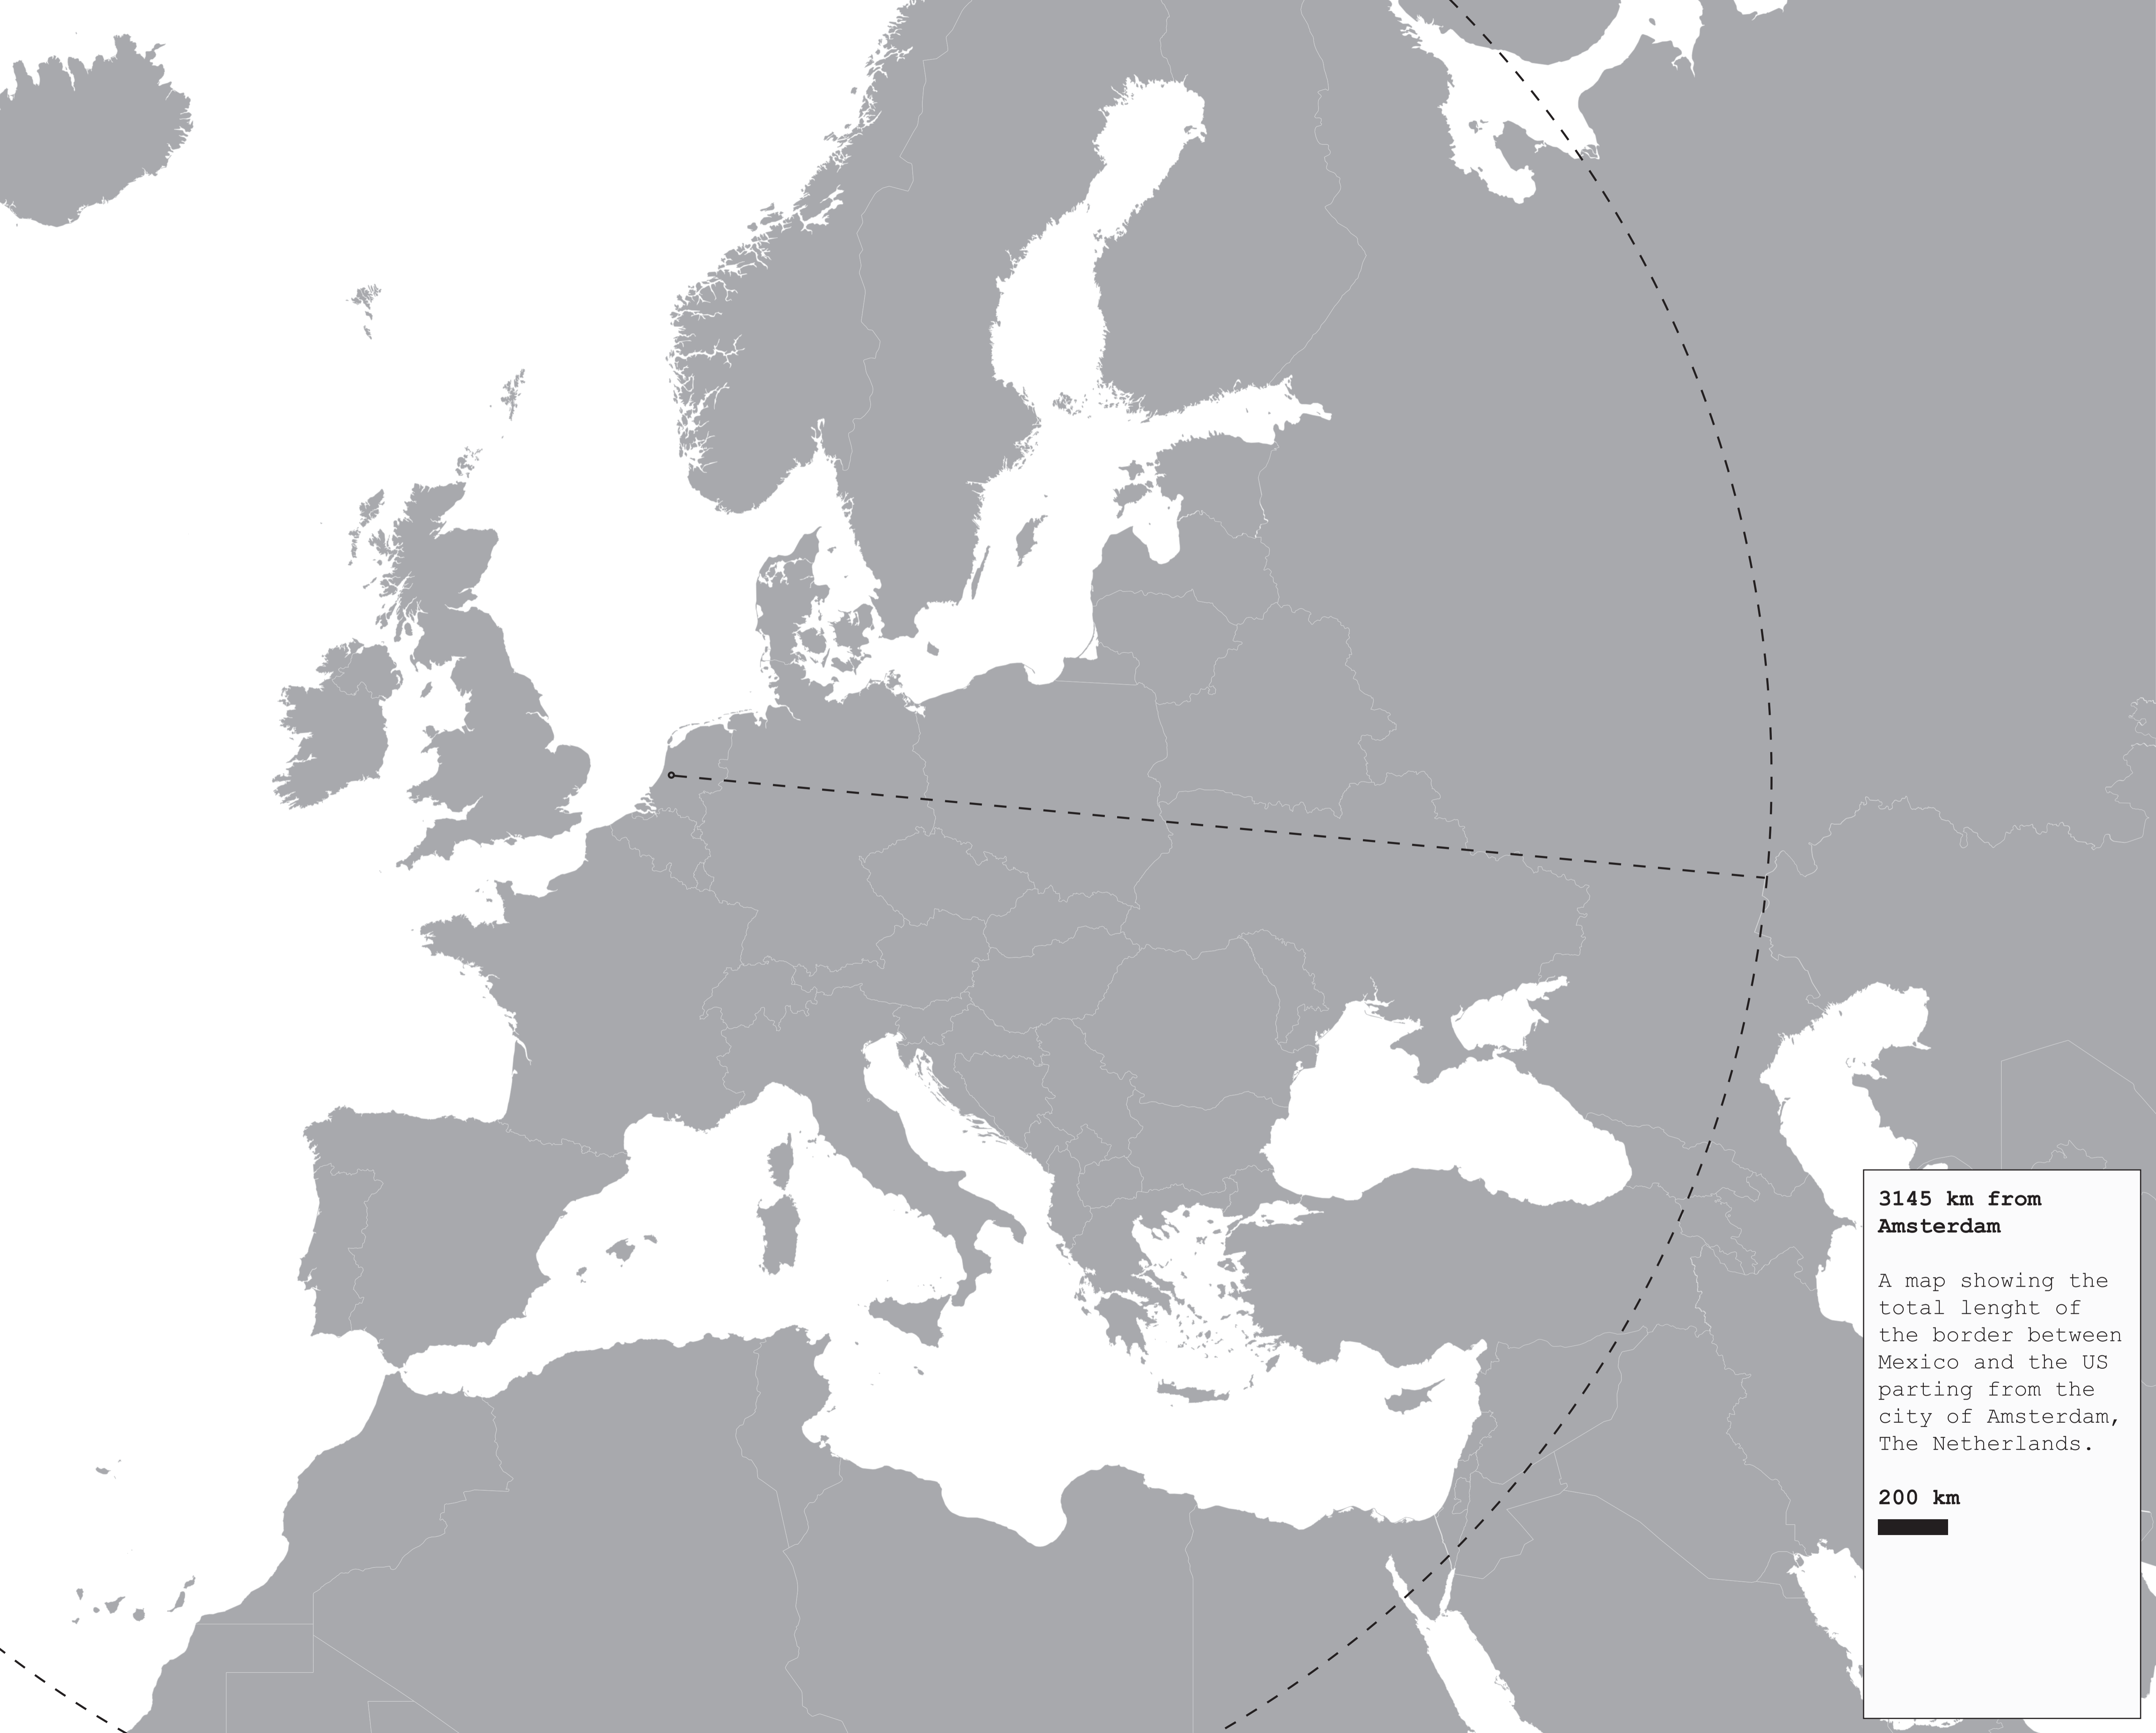 3145 km from
Amsterdam
A map showing the
total lenght of
the border between
Mexico and the US
parting from the
city of Amsterdam,
The Netherlands.
200 km